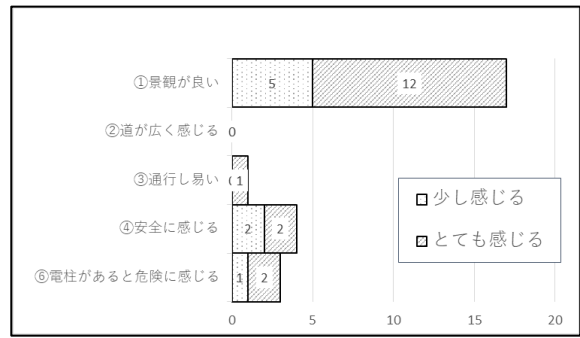 ①景観が良い
5
12
②道が広く感じる
0
③通行し易い
0
1
④安全に感じる
2
2
⑥電柱があると危険に感じる
1
2
少し感じる
とても感じる
0
5
10
15
20